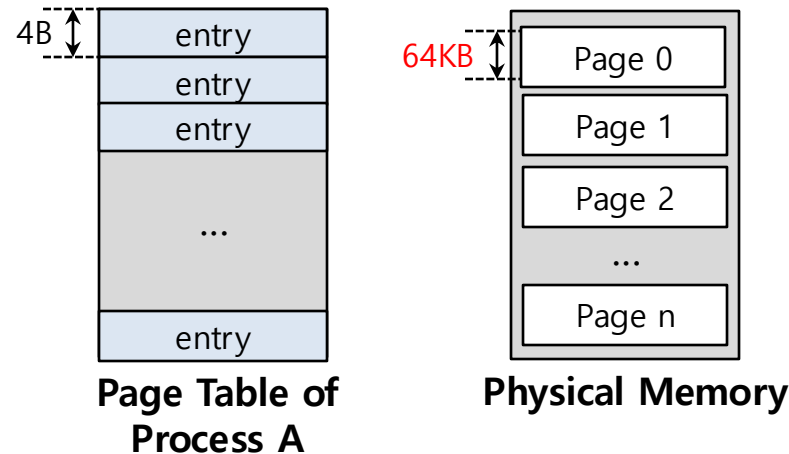 4B
entry
entry
entry
...
entry
Page Table of
Process A
64KB
Page 0
Page 1
Page 2
...
Page n
Physical Memory